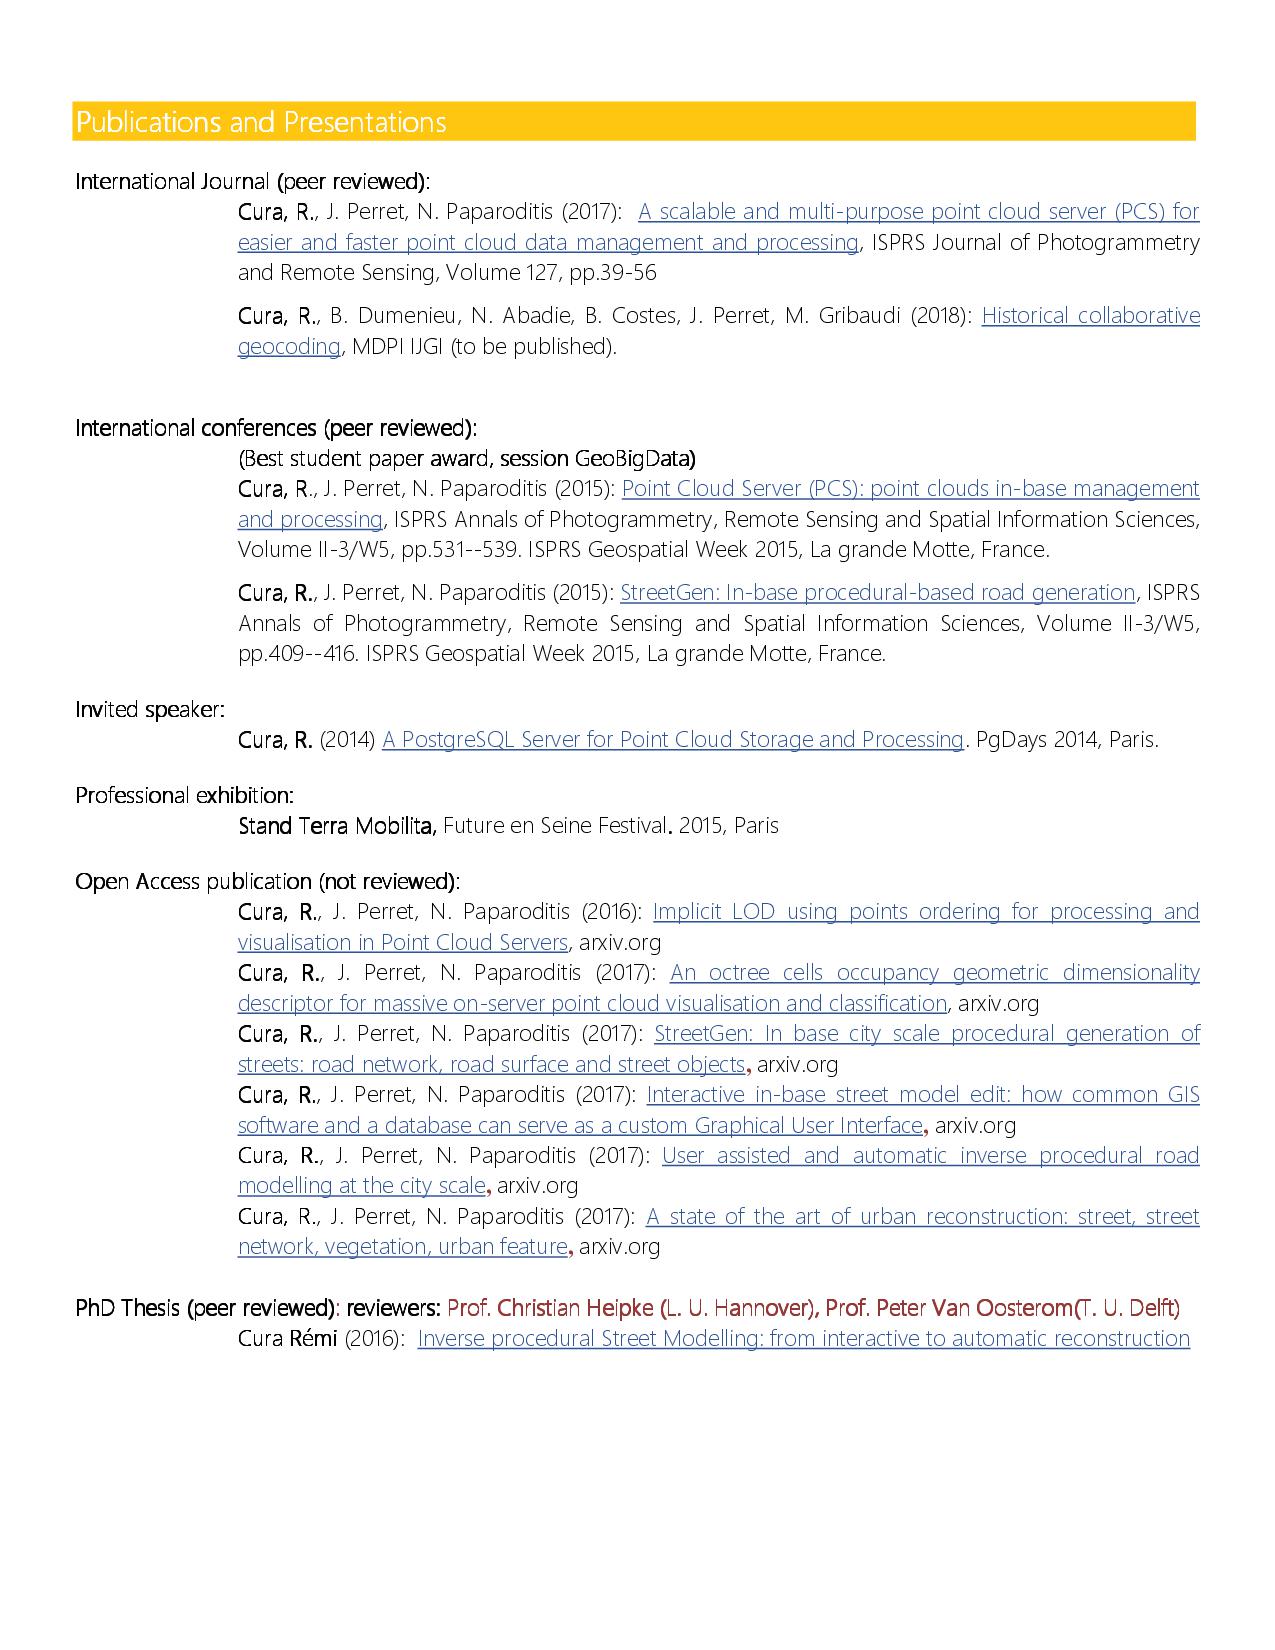 Publications and Presentations
International Journal (peer reviewed):
Cura, R., J. Perret, N. Paparoditis (2017): A scalable and multi-purpose point cloud server (PCS) for
easier and faster point cloud data management and processing, ISPRS Journal of Photogrammetry
and Remote Sensing, Volume 127, pp.39-56
Cura, R., B. Dumenieu, N. Abadie, B. Costes, J. Perret, M. Gribaudi (2018): Historical collaborative
geocoding, MDPI IJGI (to be published).
International conferences (peer reviewed):
(Best student paper award, session GeoBigData)
Cura, R., J. Perret, N. Paparoditis (2015): Point Cloud Server (PCS): point clouds in-base management
and processing, ISPRS Annals of Photogrammetry, Remote Sensing and Spatial Information Sciences,
Volume II-3/W5, pp.531--539. ISPRS Geospatial Week 2015, La grande Motte, France.
Cura, R., J. Perret, N. Paparoditis (2015): StreetGen: In-base procedural-based road generation, ISPRS
Annals of Photogrammetry, Remote Sensing and Spatial Information Sciences, Volume II-3/W5,
pp.409--416. ISPRS Geospatial Week 2015, La grande Motte, France.
Invited speaker:
Cura, R. (2014) A PostgreSQL Server for Point Cloud Storage and Processing. PgDays 2014, Paris.
Professional exhibition:
Stand Terra Mobilita, Future en Seine Festival. 2015, Paris
Open Access publication (not reviewed):
Cura, R., J. Perret, N. Paparoditis (2016): Implicit LOD using points ordering for processing and
visualisation in Point Cloud Servers, arxiv.org
Cura, R., J. Perret, N. Paparoditis (2017): An octree cells occupancy geometric dimensionality
descriptor for massive on-server point cloud visualisation and classification, arxiv.org
Cura, R., J. Perret, N. Paparoditis (2017): StreetGen: In base city scale procedural generation of
streets: road network, road surface and street objects, arxiv.org
Cura, R., J. Perret, N. Paparoditis (2017): Interactive in-base street model edit: how common GIS
software and a database can serve as a custom Graphical User Interface, arxiv.org
Cura, R., J. Perret, N. Paparoditis (2017): User assisted and automatic inverse procedural road
modelling at the city scale, arxiv.org
Cura, R., J. Perret, N. Paparoditis (2017): A state of the art of urban reconstruction: street, street
network, vegetation, urban feature, arxiv.org
PhD Thesis (peer reviewed): reviewers: Prof. Christian Heipke (L. U. Hannover), Prof. Peter Van Oosterom(T. U. Delft)
Cura Rémi (2016): Inverse procedural Street Modelling: from interactive to automatic reconstruction